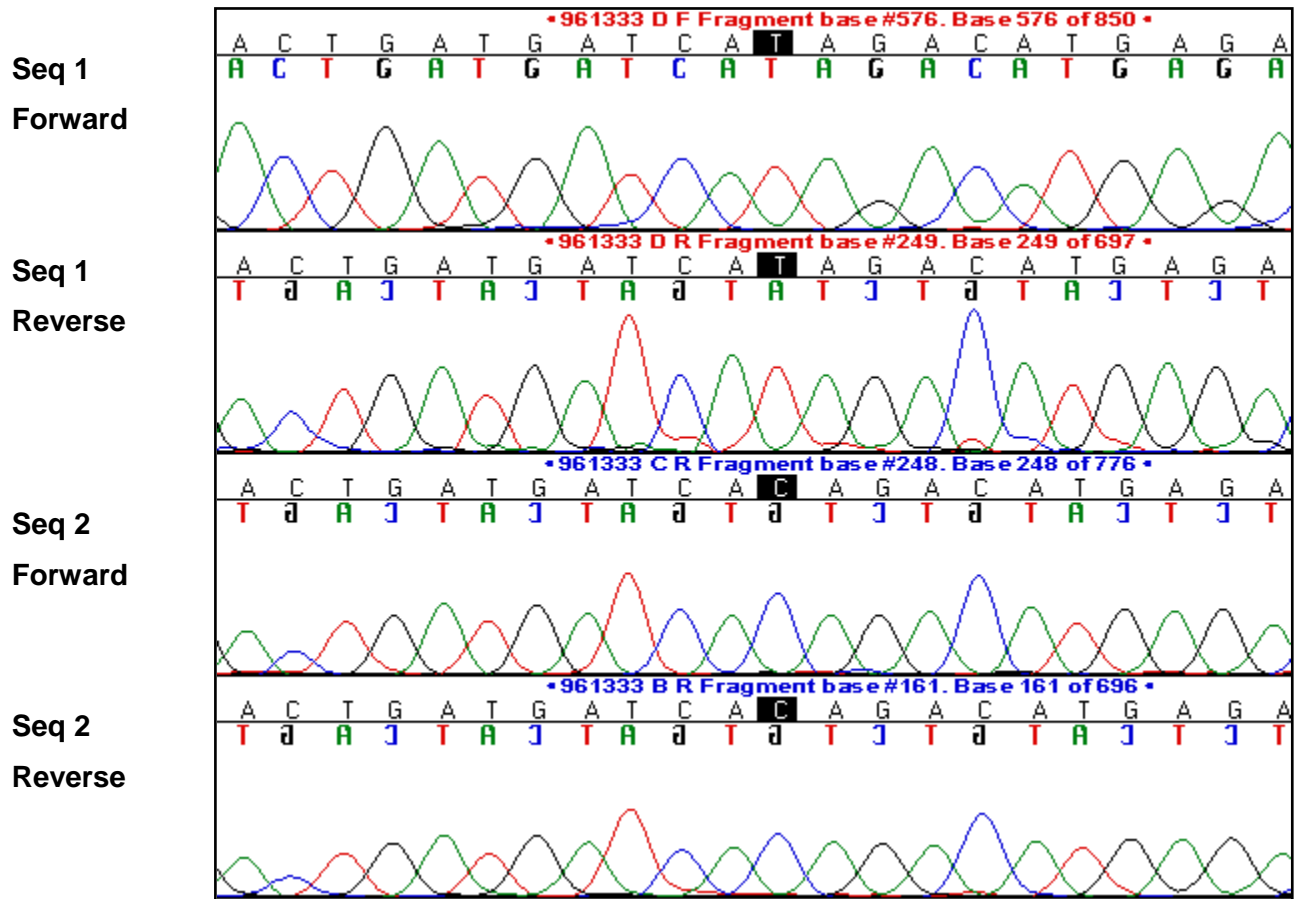 • 961333 D F Fragment base #576. Base 576 of 850 •
A C T G A T G A T C A T A G A C A T G A G A
A C T G A T G A T C A T A G A C A T G A G A
Seq 1
Forward
• 961333 D R Fragment base #249. Base 249 of 697 •
A C T G A T G A T C A T A G A C A T G A G A
T G A C T A C T A G T A T C T G T A C T C T
Seq 1
Reverse
• 961333 C R Fragment base #248. Base 248 of 776 •
A C T G A T G A T C A C A G A C A T G A G A
T G A C T A C T A G T G T C T G T A C T C T
Seq 2
Forward
• 961333 B R Fragment base #161. Base 161 of 696 •
A C T G A T G A T C A C A G A C A T G A G A
T G A C T A C T A G T G T C T G T A C T C T
Seq 2
Reverse